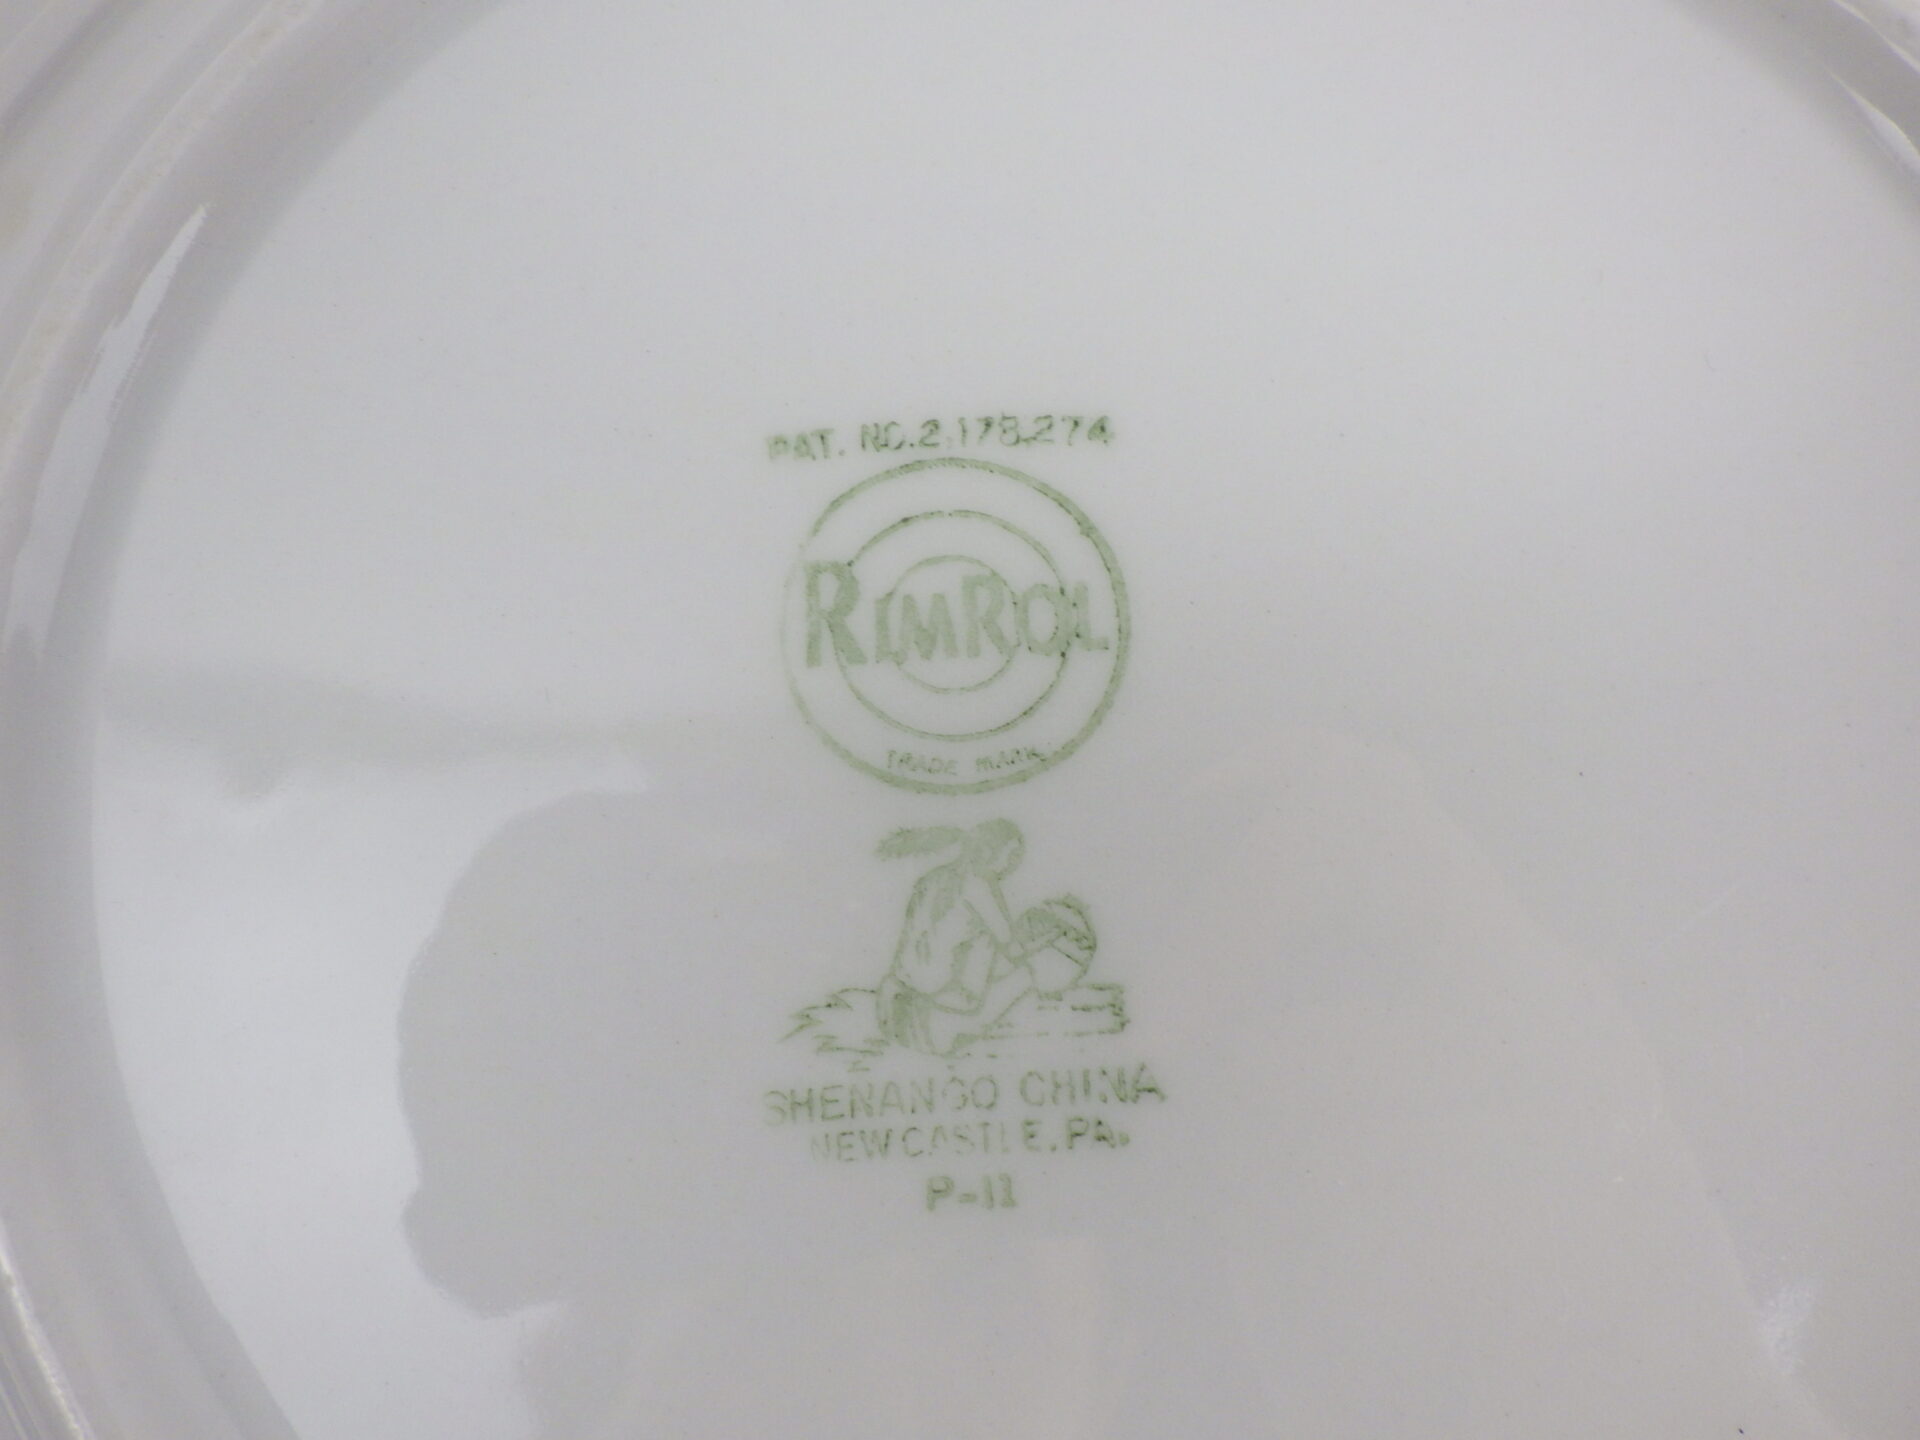 PAT. NO. 2,178,274
RIMROL
TRADE MARK
SHENANGO CHINA
NEW CASTLE, PA.
P-11